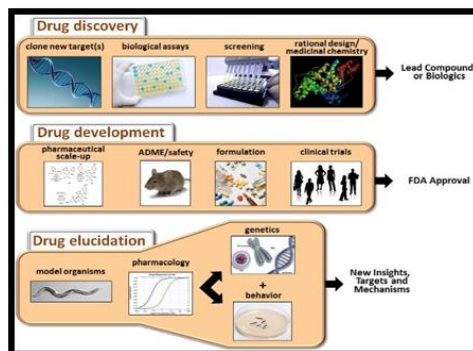 Drug discovery
clone new target(s) biological assays screening rational design/
medicinal chemistry
Lead Compound
or Biologics
Drug development
pharmaceutical
scale-up
ADME/safety formulation clinical trials
FDA Approval
Drug elucidation
model organisms pharmacology
genetics
+
behavior
New Insights,
Targets and
Mechanisms